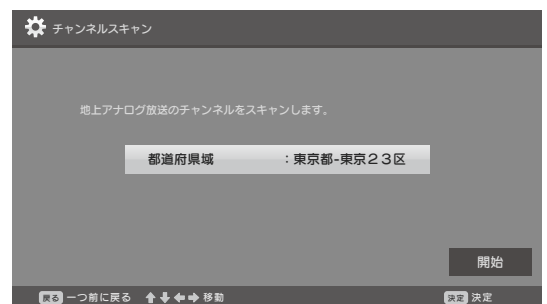 チャンネルスキャン
地上アナログ放送のチャンネルをスキャンします。
都道府県域 ：東京都-東京２３区
開始
戻る 一つ前に戻る 移動 決定 決定